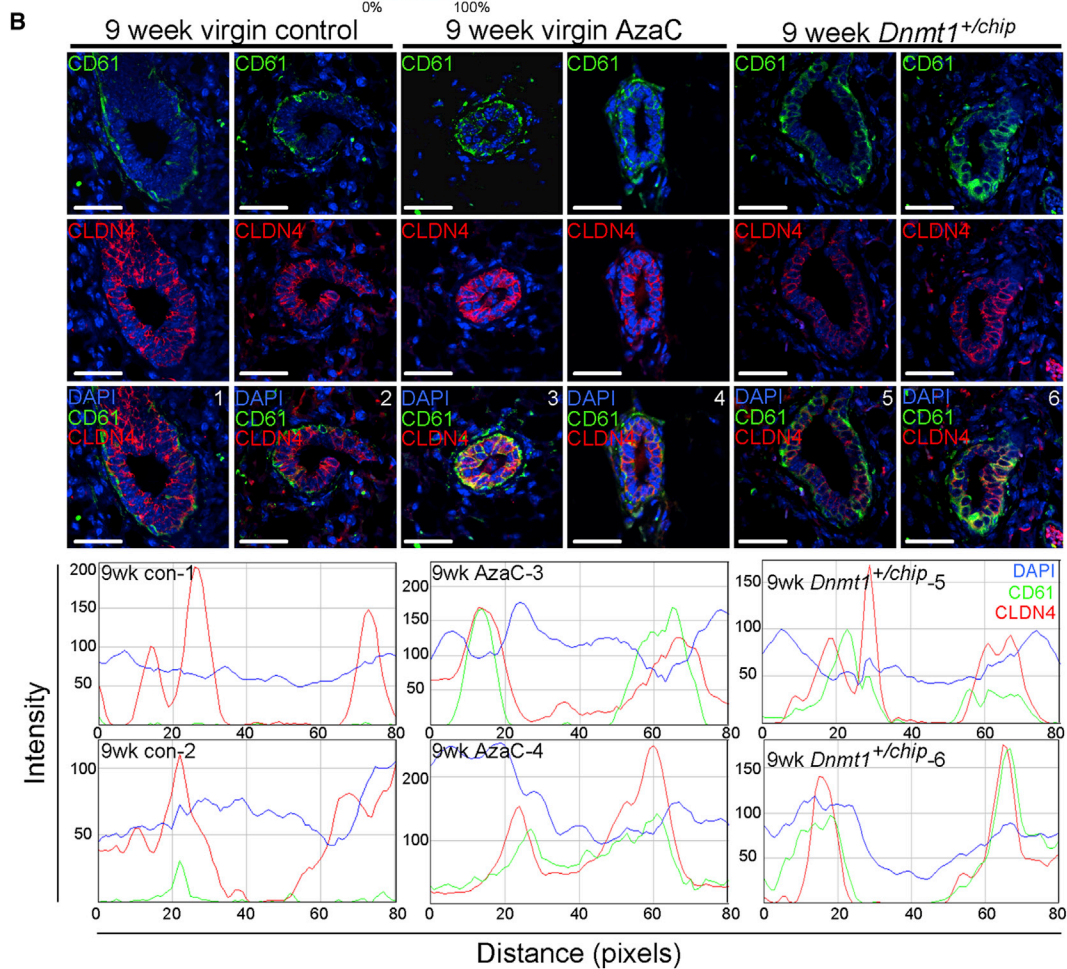 0% 100%
B
9 week virgin control 9 week virgin AzaC 9 week Dnmt1+/chip
CD61 CD61 CD61 CD61 CD61 CD61
CLDN4 CLDN4 CLDN4 CLDN4 CLDN4 CLDN4
DAPI 1 DAPI 2 DAPI 3 DAPI 4 DAPI 5 DAPI 6
CD61 CD61 CD61 CD61 CD61 CD61
CLDN4 CLDN4 CLDN4 CLDN4 CLDN4 CLDN4
Intensity
9wk con-1
200
150
100
50
0 20 40 60 80
9wk AzaC-3
200
150
100
50
0 20 40 60 80
9wk Dnmt1+/chip-5
DAPI
CD61
CLDN4
150
100
50
0 20 40 60 80
9wk con-2
100
50
0 20 40 60 80
9wk AzaC-4
200
100
0 20 40 60 80
9wk Dnmt1+/chip-6
150
100
50
0 20 40 60 80
Distance (pixels)